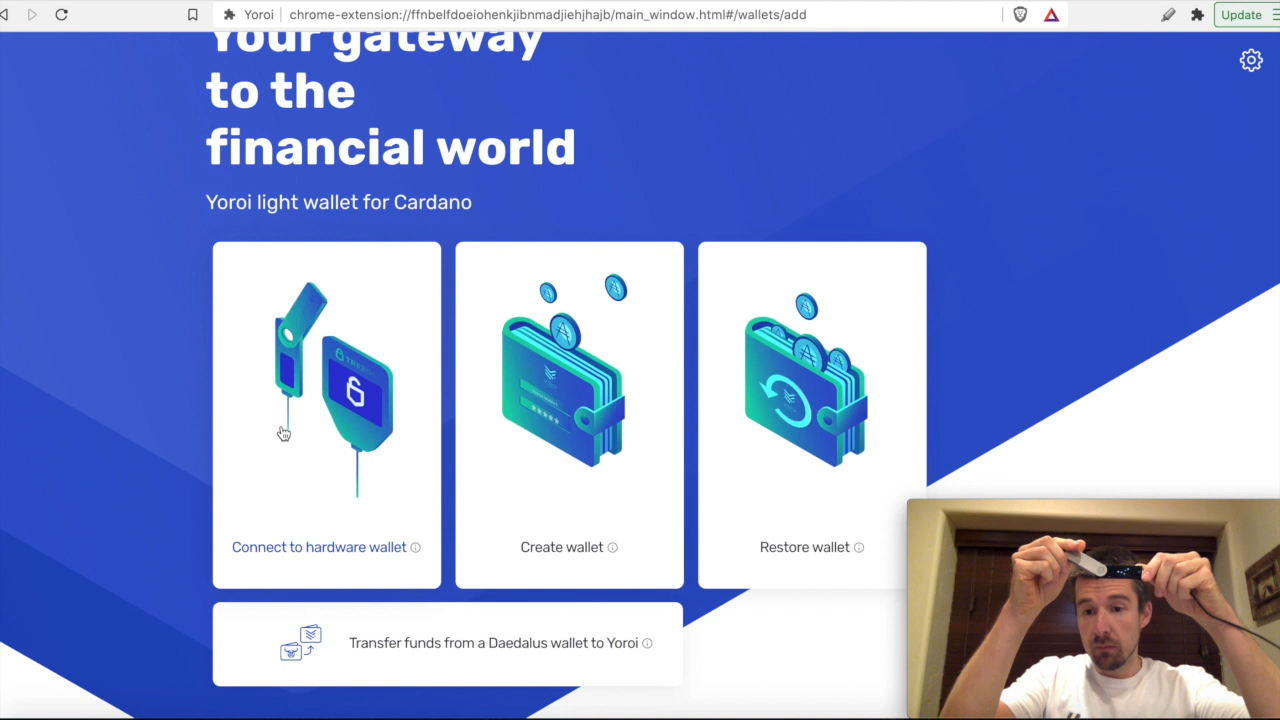 Yoroi
chrome-extension://ffnbelfdoeiohenkjibnmadjiehjhajb/main_window.html#/wallets/add
Update
Your gateway
to the
financial world
Yoroi light wallet for Cardano
TREZOR
Connect to hardware wallet
Create wallet
Restore wallet
Transfer funds from a Daedalus wallet to Yoroi